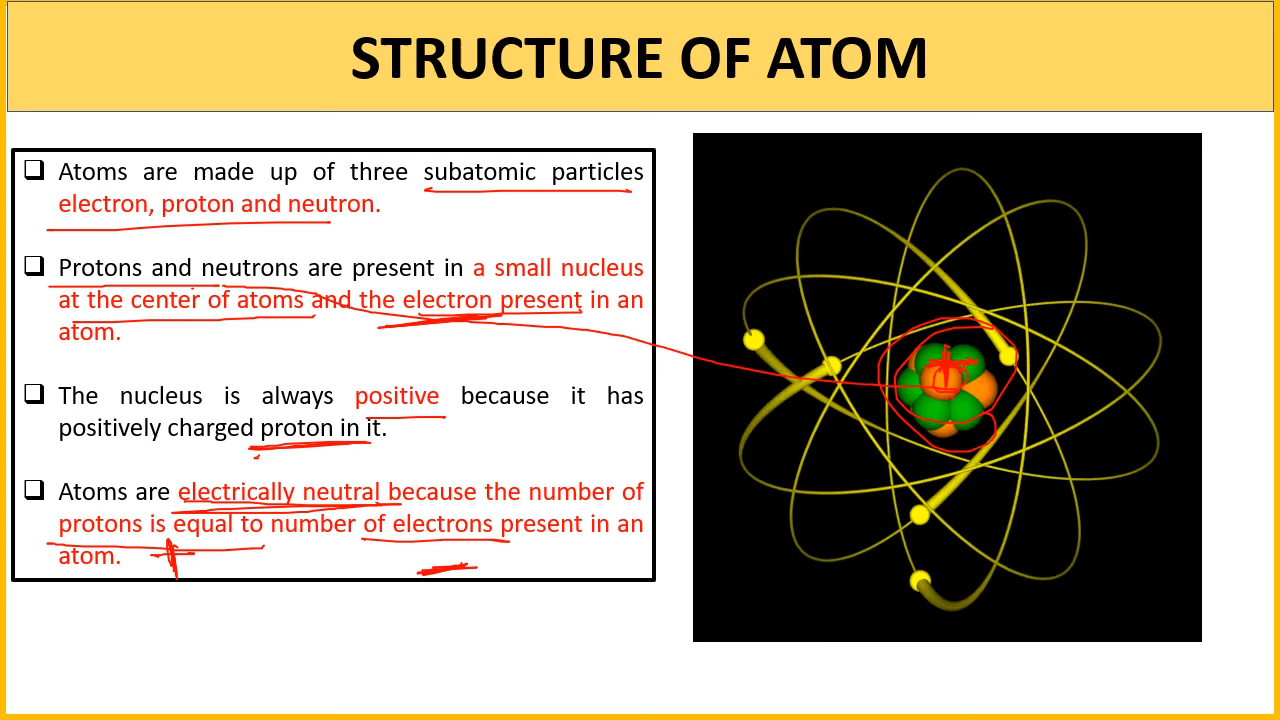 STRUCTURE OF ATOM
Atoms are made up of three subatomic particles
electron, proton and neutron.
Protons and neutrons are present in a small nucleus
at the center of atoms and the electron present in an
atom.
The nucleus is always positive because it has
positively charged proton in it.
Atoms are electrically neutral because the number of
protons is equal to number of electrons present in an
atom.